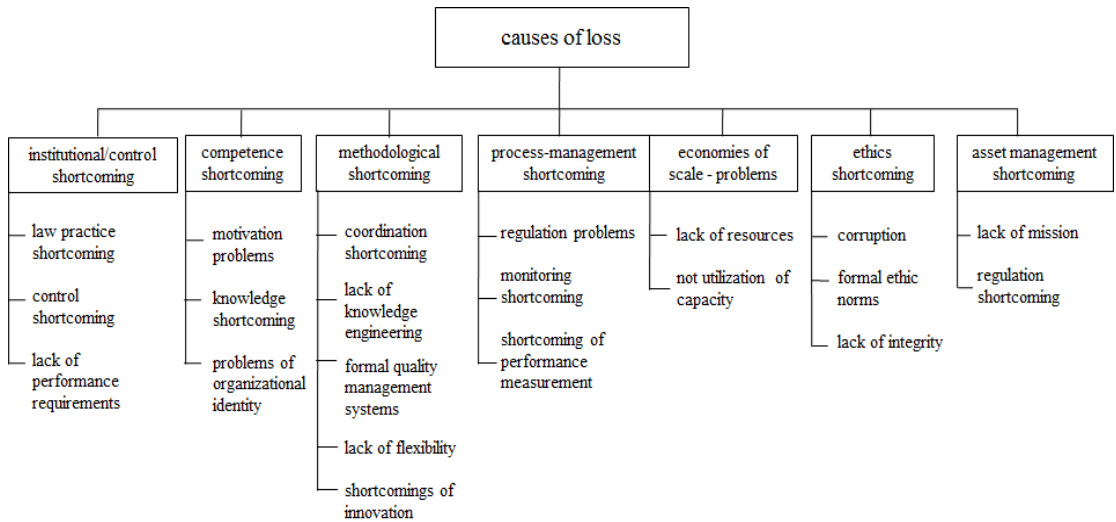 causes of loss
institutional/control
shortcoming
law practice
shortcoming
control
shortcoming
lack of
performance
requirements
competence
shortcoming
motivation
problems
knowledge
shortcoming
problems of
organizational
identity
methodological
shortcoming
coordination
shortcoming
lack of
knowledge
engineering
formal quality
management
systems
lack of flexibility
shortcomings of
innovation
process-management
shortcoming
regulation problems
monitoring
shortcoming
shortcoming of
performance
measurement
economies of
scale - problems
lack of resources
not utilization of
capacity
ethics
shortcoming
corruption
formal ethic
norms
lack of integrity
asset management
shortcoming
lack of mission
regulation
shortcoming